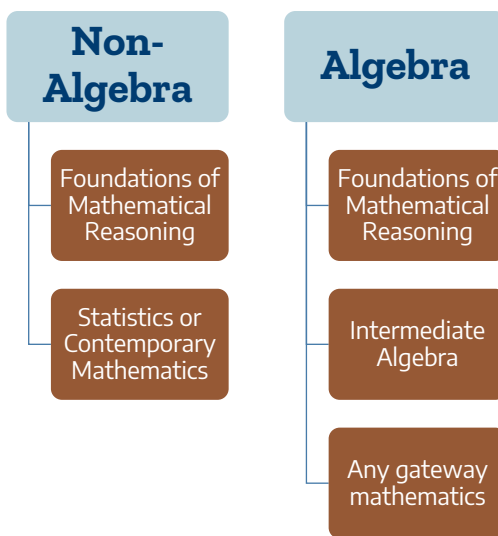 Non-
Algebra
Foundations of
Mathematical
Reasoning
Statistics or
Contemporary
Mathematics
Algebra
Foundations of
Mathematical
Reasoning
Intermediate
Algebra
Any gateway
mathematics